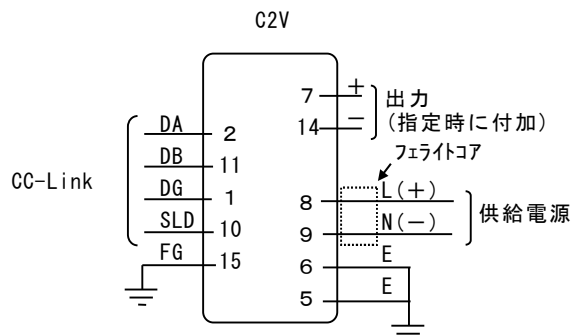 C2V
7 +
出力
14 −
(指定時に付加)
フェライトコア
DA 2
DB 11
CC-Link
DG 1
SLD 10
FG 15
8 L(+)
供給電源
9 N(−)
6 E
5 E